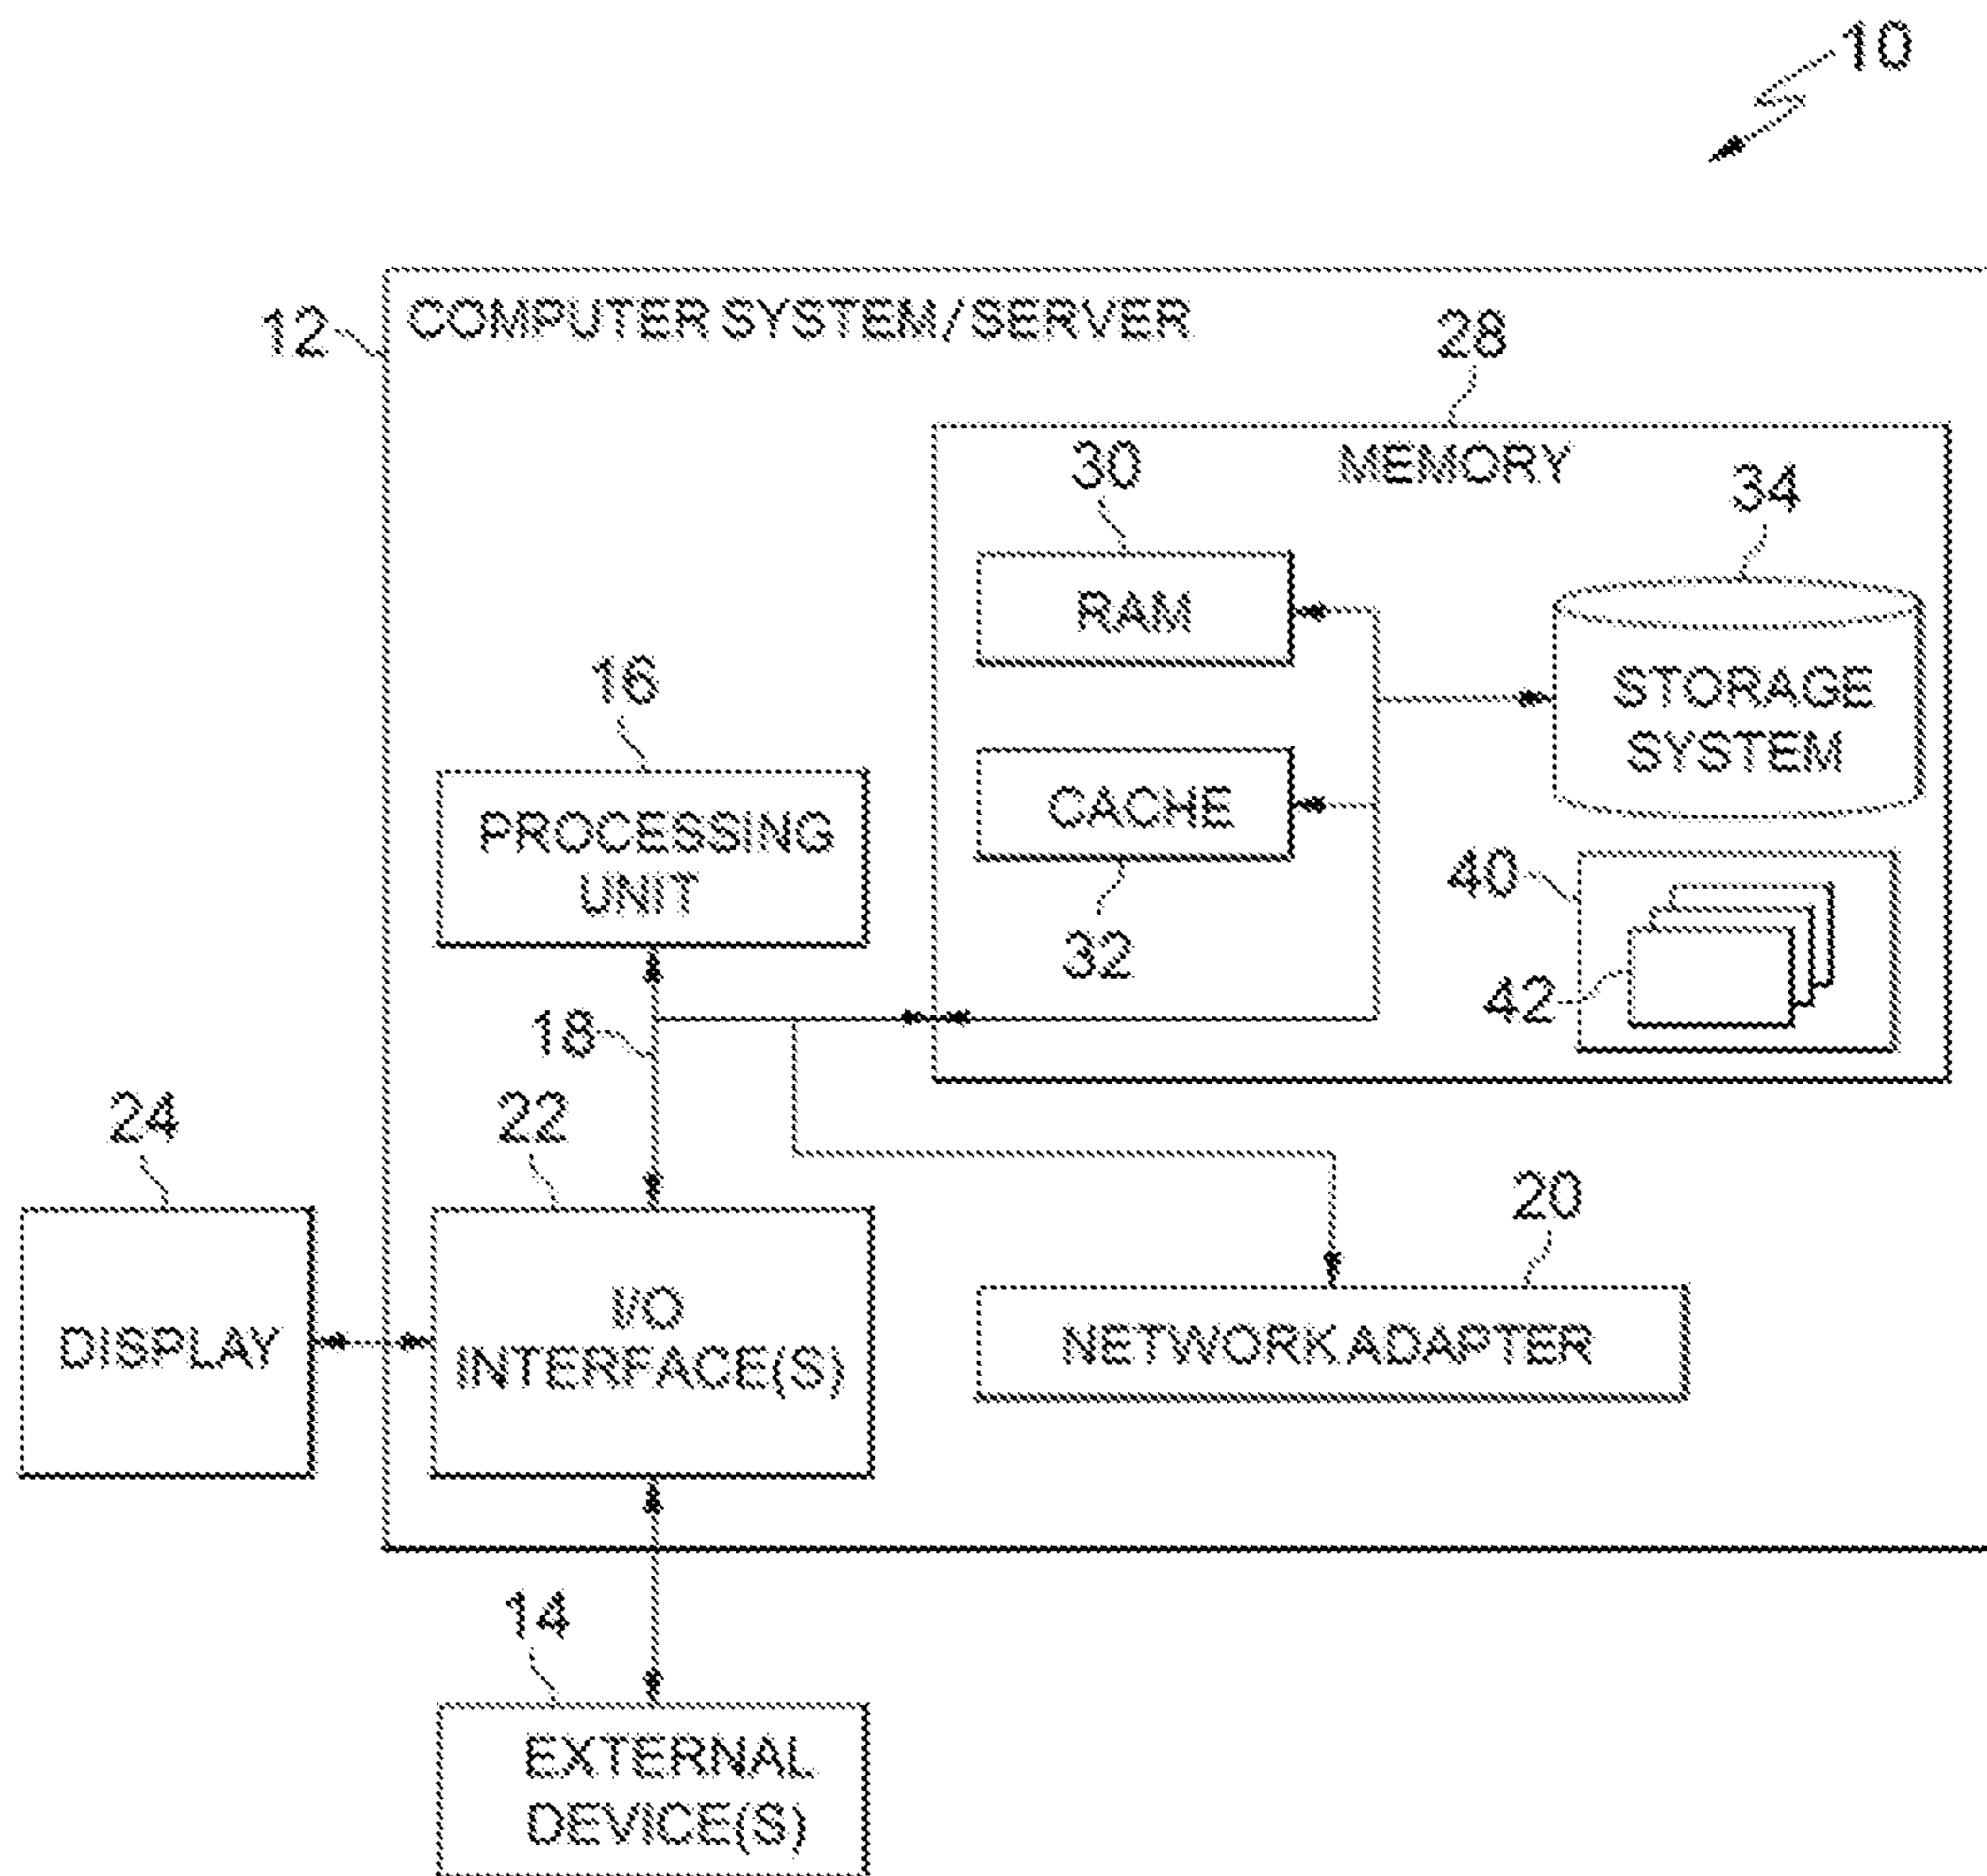 10
12
COMPUTER SYSTEM/SERVER
28
MEMORY
30
34
RAM
STORAGE
SYSTEM
16
PROCESSING
UNIT
CACHE
32
40
42
18
24
22
20
DISPLAY
I/O
INTERFACE(S)
NETWORK ADAPTER
14
EXTERNAL
DEVICE(S)